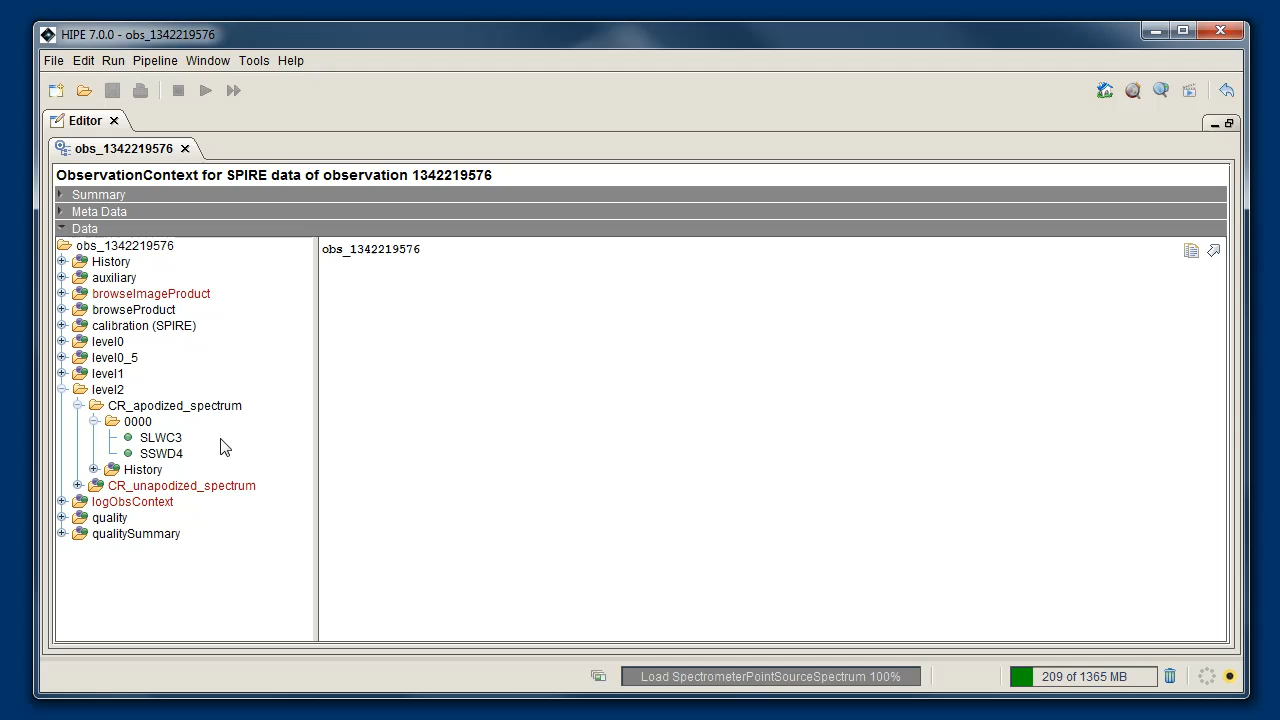 HIPE 7.0.0 - obs_1342219576
File Edit Run Pipeline Window Tools Help
Editor
obs_1342219576
ObservationContext for SPIRE data of observation 1342219576
Summary
Meta Data
Data
obs_1342219576
obs_1342219576
History
auxiliary
browseImageProduct
browseProduct
calibration (SPIRE)
level0
level0_5
level1
level2
CR_apodized_spectrum
0000
SLWC3
SSWD4
History
CR_unapodized_spectrum
logObsContext
quality
qualitySummary
Load SpectrometerPointSourceSpectrum 100%
209 of 1365 MB